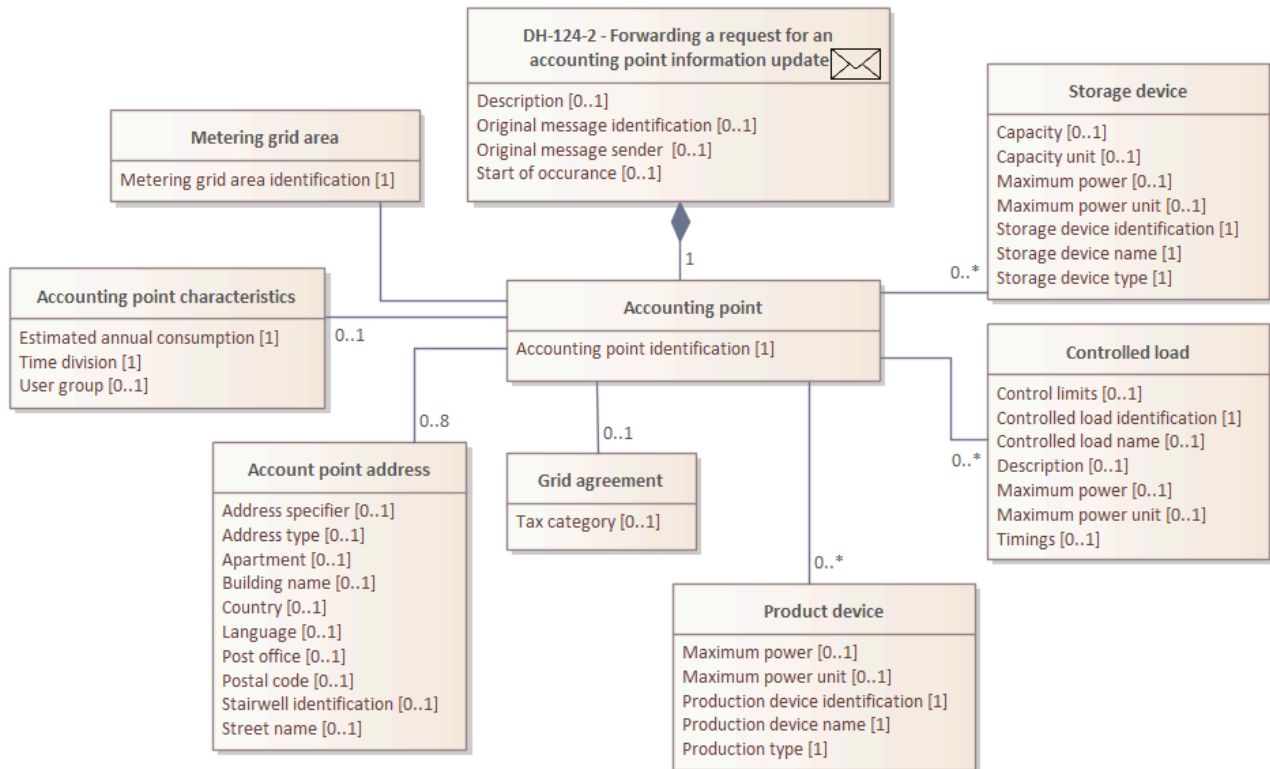 DH-124-2 - Forwarding a request for an
accounting point information update
Description [0..1]
Original message identification [0..1]
Original message sender [0..1]
Start of occurance [0..1]
Metering grid area
Metering grid area identification [1]
Storage device
Capacity [0..1]
Capacity unit [0..1]
Maximum power [0..1]
Maximum power unit [0..1]
Storage device identification [1]
Storage device name [1]
Storage device type [1]
1
0..*
Accounting point characteristics
Estimated annual consumption [1]
Time division [1]
User group [0..1]
0..1
Accounting point
Accounting point identification [1]
Controlled load
Control limits [0..1]
Controlled load identification [1]
Controlled load name [0..1]
Description [0..1]
Maximum power [0..1]
Maximum power unit [0..1]
Timings [0..1]
0..*
0..8
Account point address
Address specifier [0..1]
Address type [0..1]
Apartment [0..1]
Building name [0..1]
Country [0..1]
Language [0..1]
Post office [0..1]
Postal code [0..1]
Stairwell identification [0..1]
Street name [0..1]
0..1
Grid agreement
Tax category [0..1]
0..*
Product device
Maximum power [0..1]
Maximum power unit [0..1]
Production device identification [1]
Production device name [1]
Production type [1]